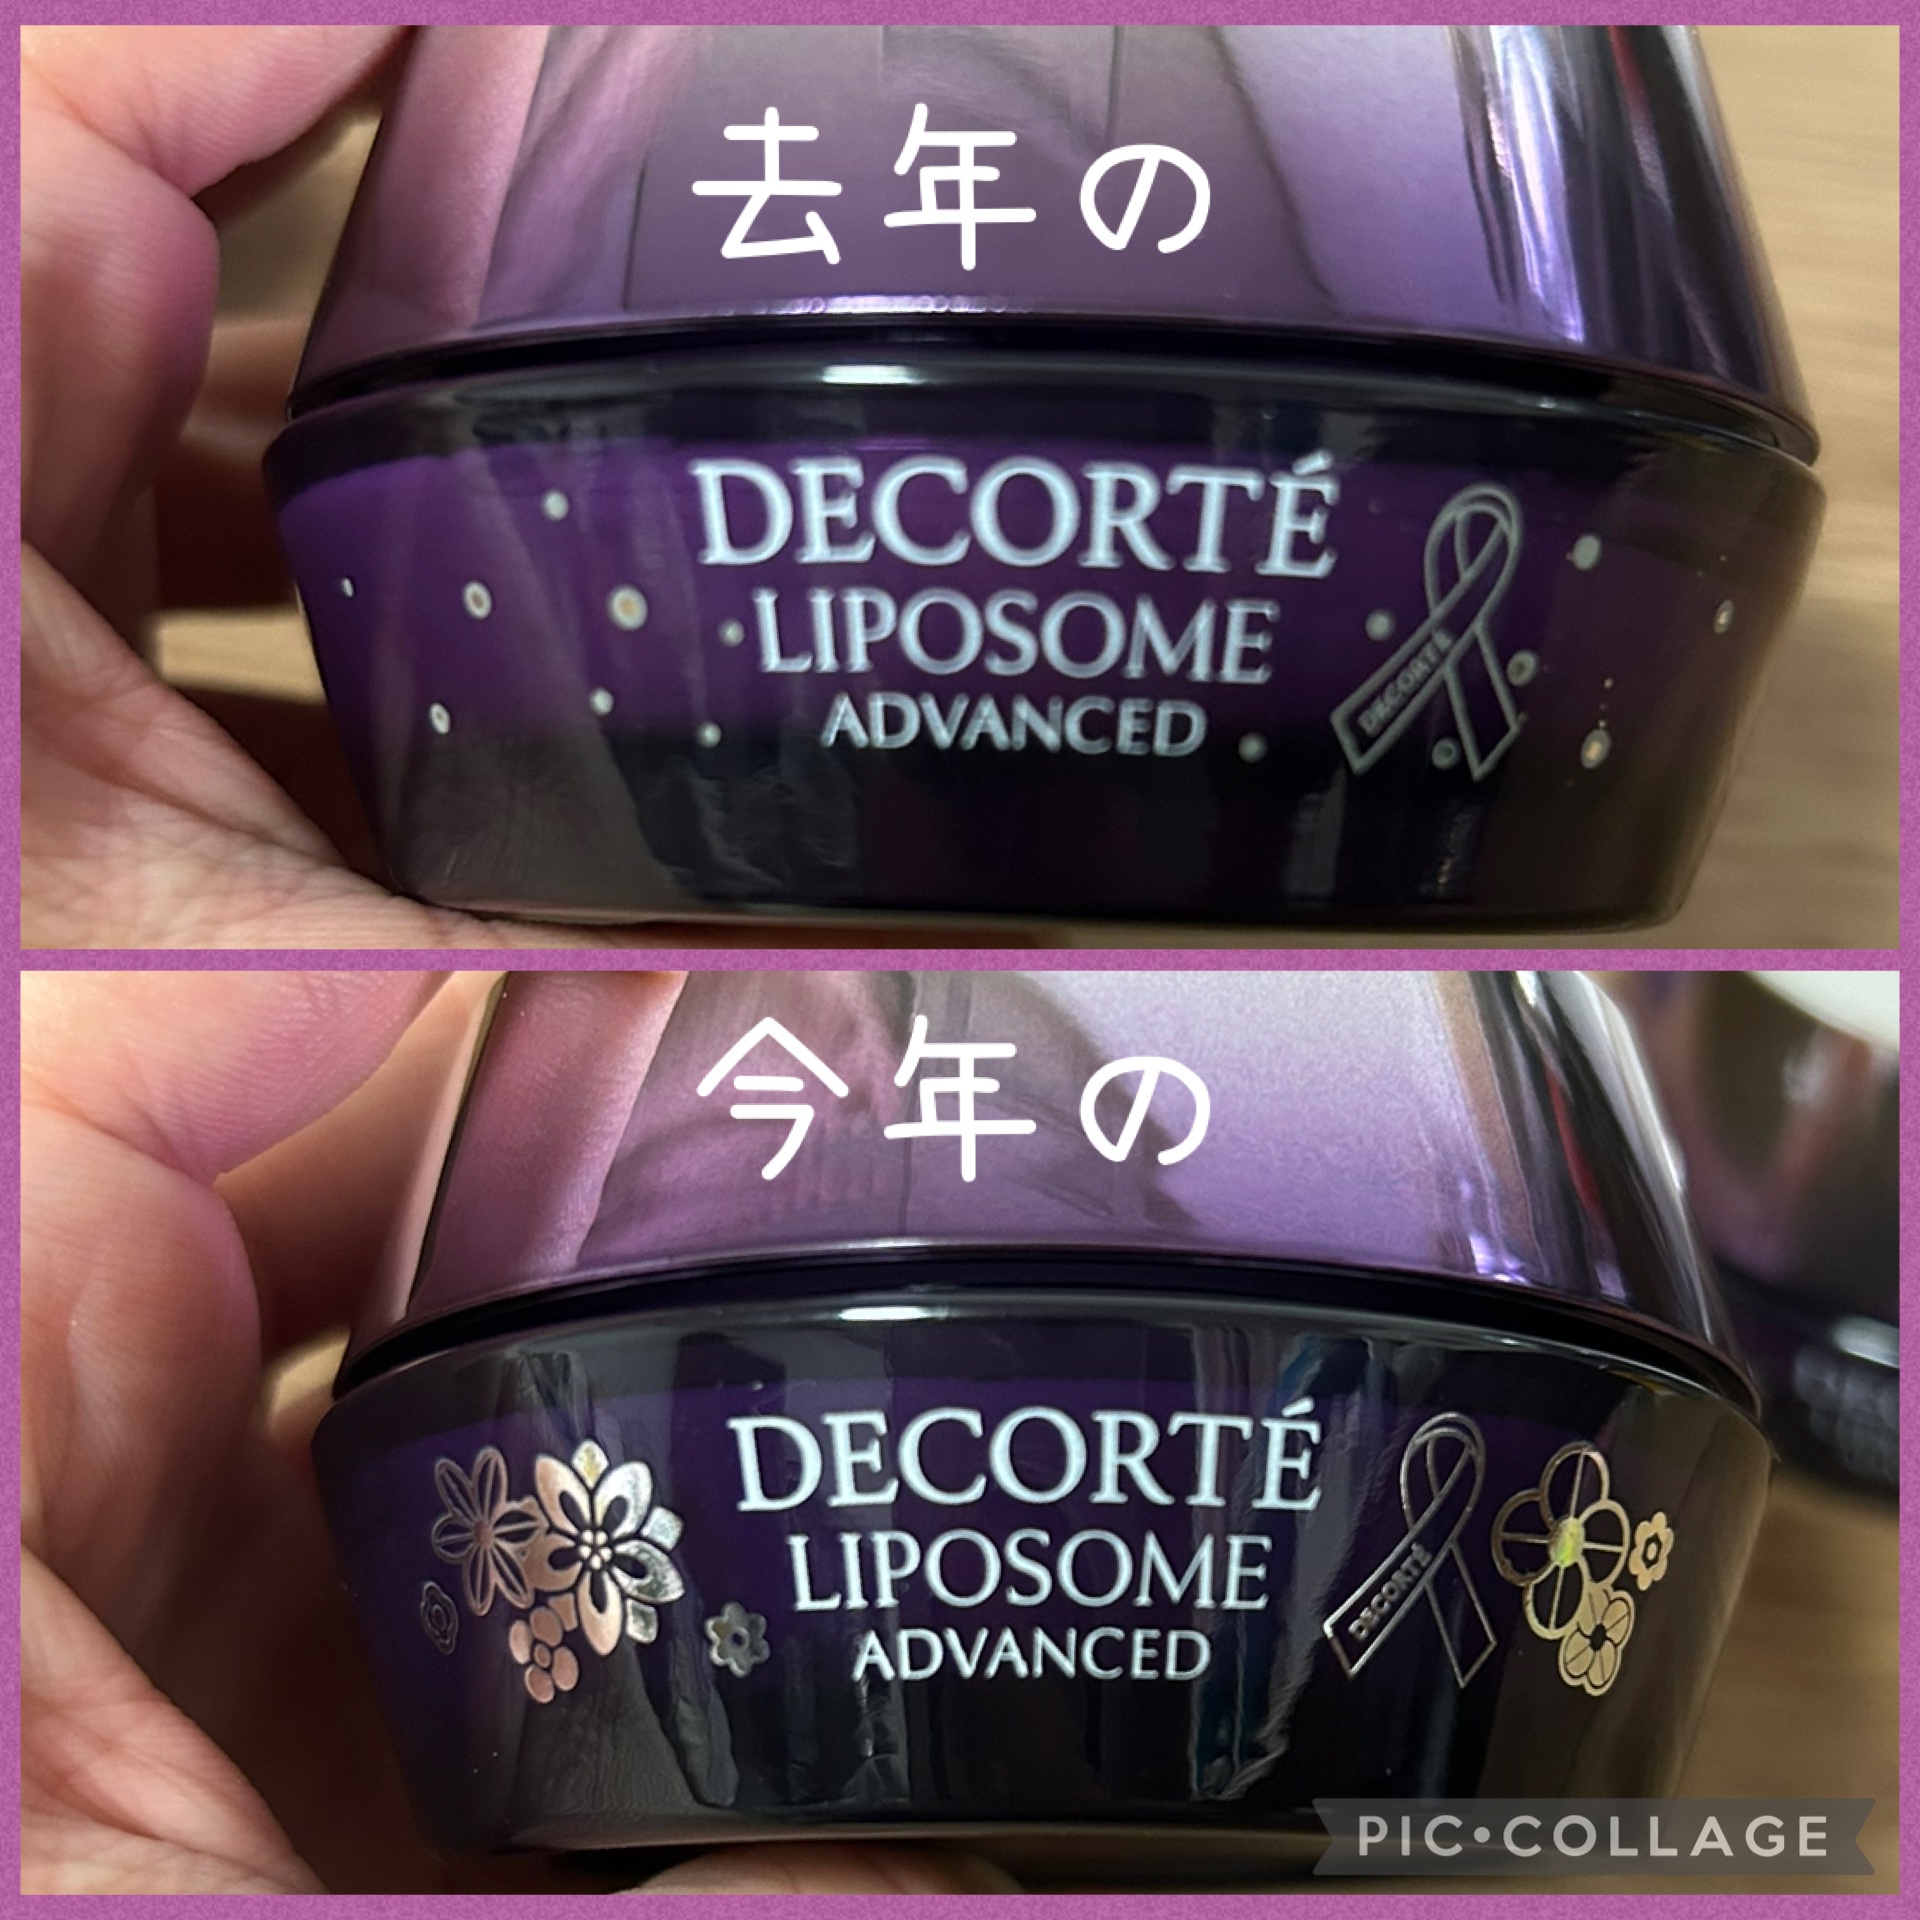 去年の
DECORTÉ
LIPOSOME
ADVANCED
DECORTÉ
今年の
DECORTÉ
LIPOSOME
ADVANCED
DECORTÉ
PIC•COLLAGE